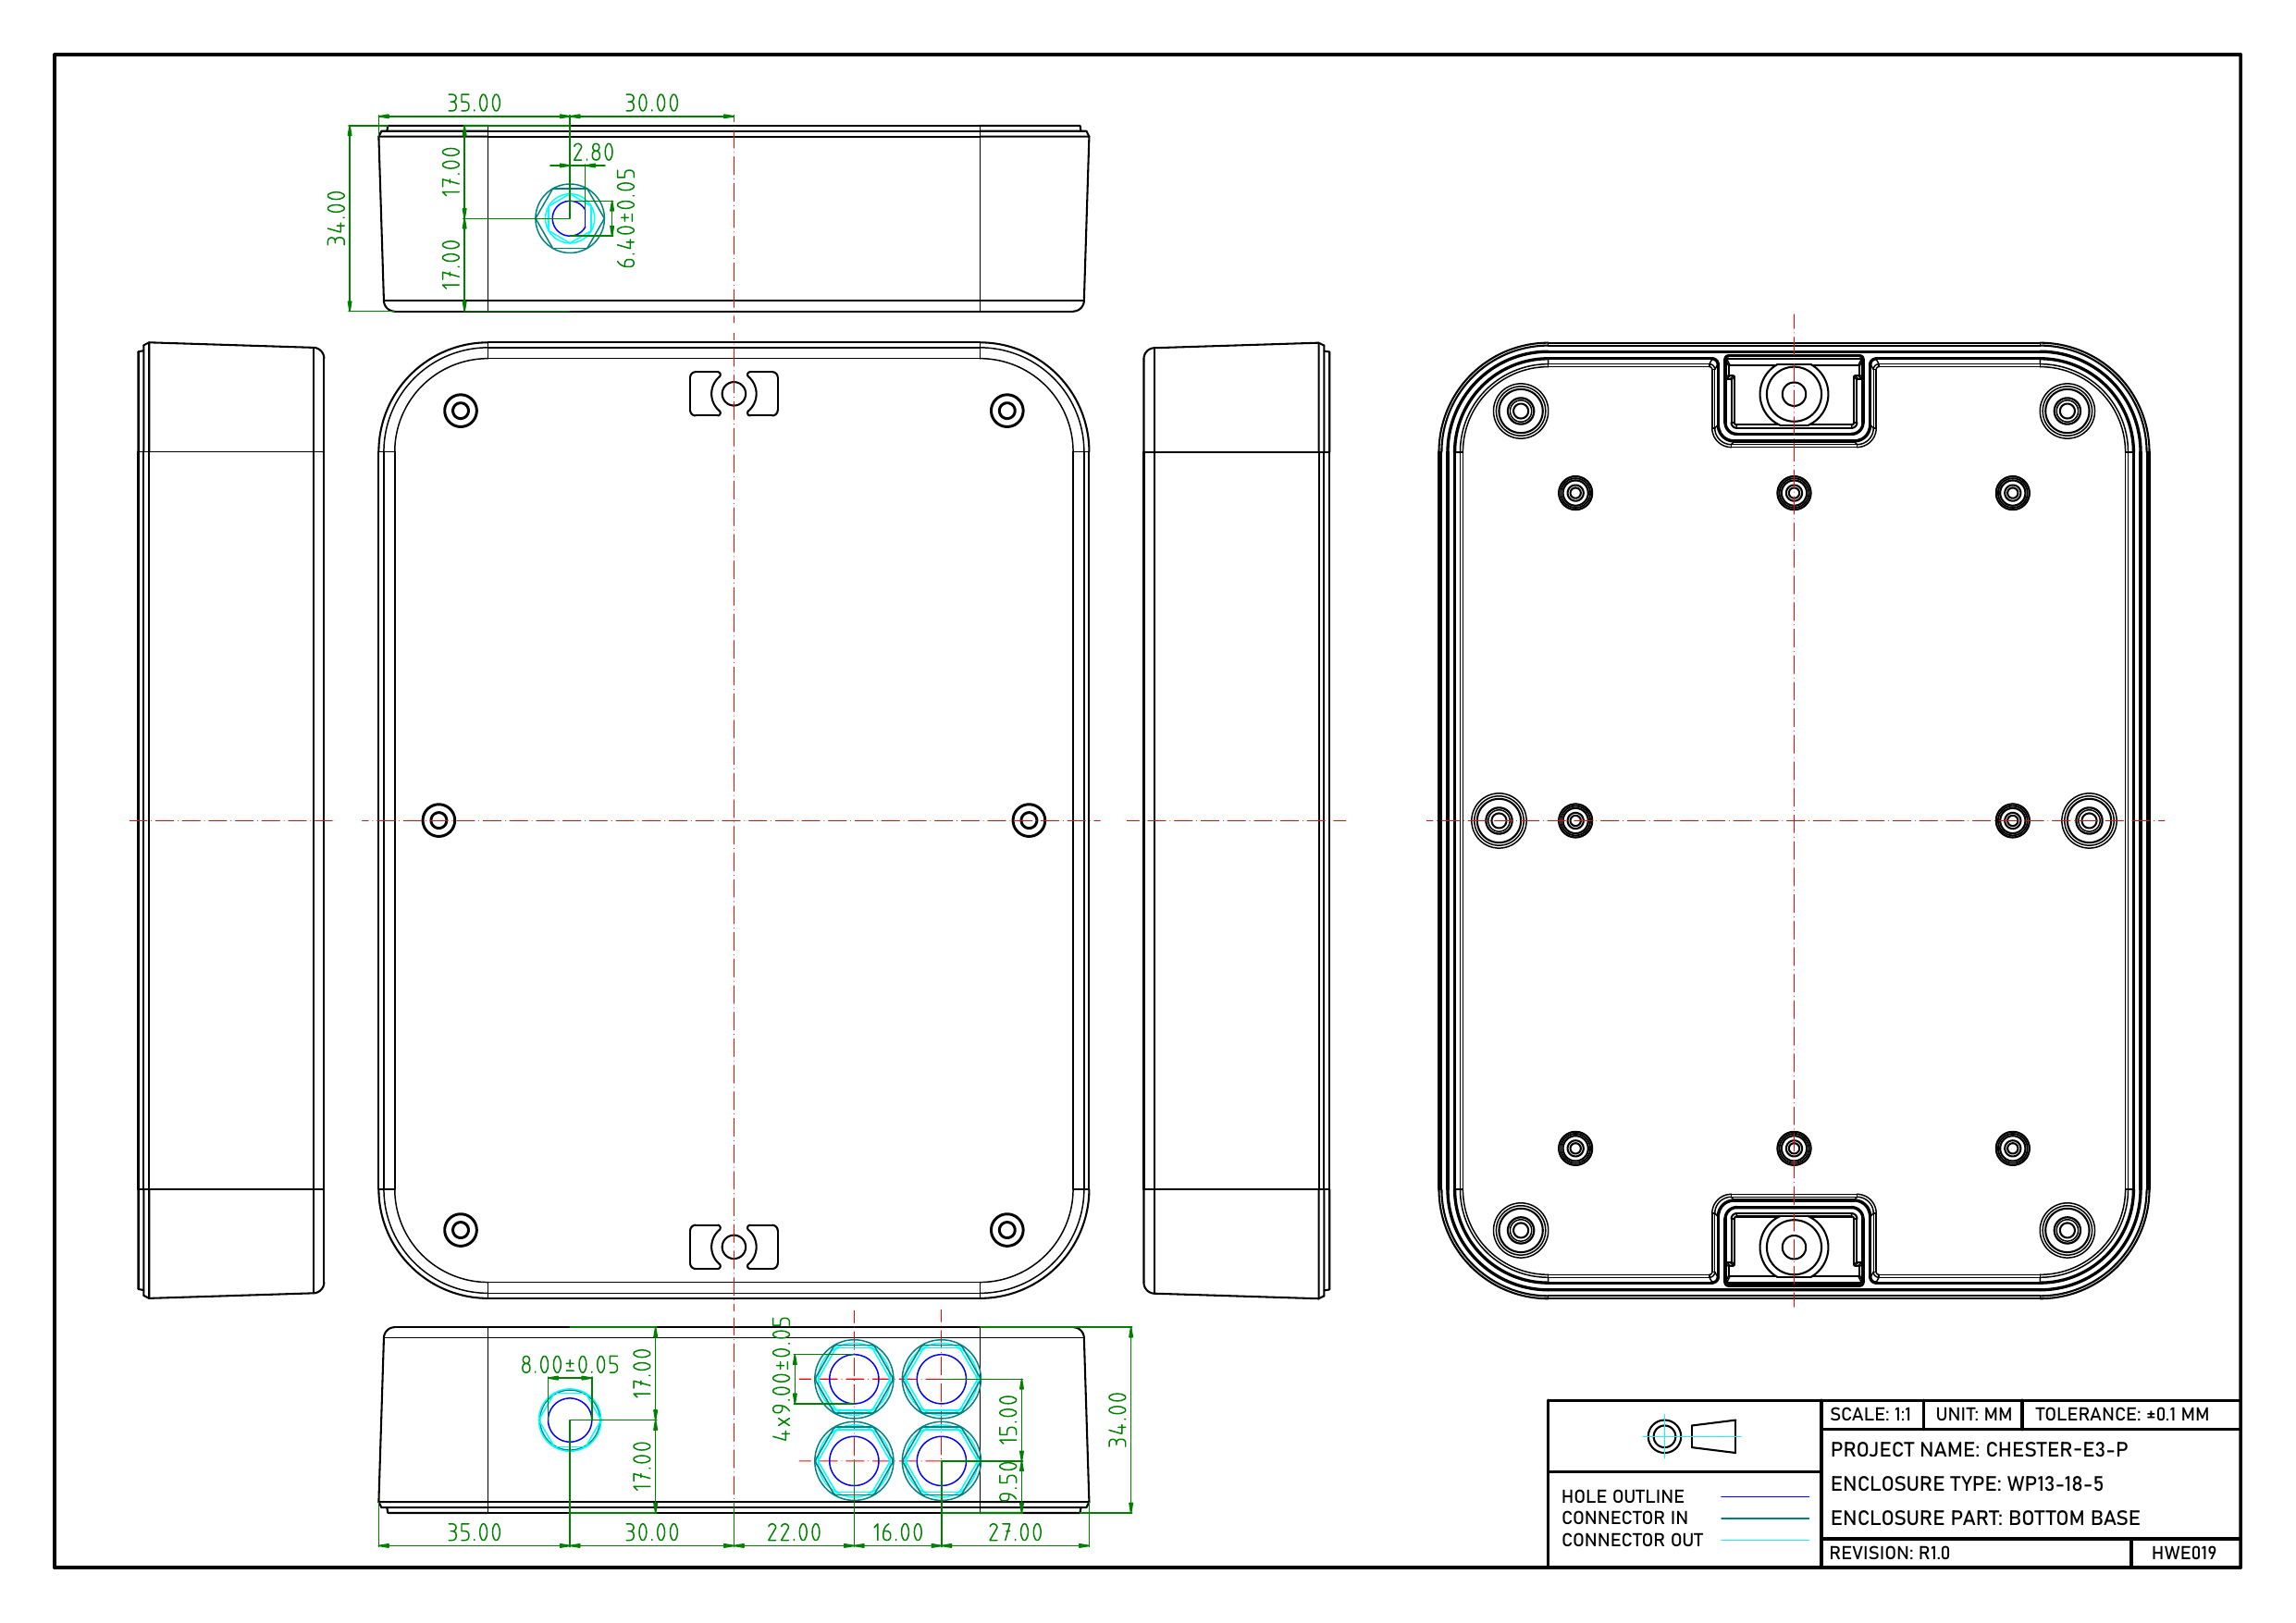 35.00
30.00
2.80
17.00
6.40±0.05
34.00
17.00
4x9.00±0.05
8.00±0.05
17.00
15.00
34.00
17.00
9.50
35.00
30.00
22.00
16.00
27.00
SCALE: 1:1
UNIT: MM
TOLERANCE: ±0.1 MM
PROJECT NAME: CHESTER-E3-P
ENCLOSURE TYPE: WP13-18-5
HOLE OUTLINE
CONNECTOR IN
ENCLOSURE PART: BOTTOM BASE
CONNECTOR OUT
REVISION: R1.0
HWE019